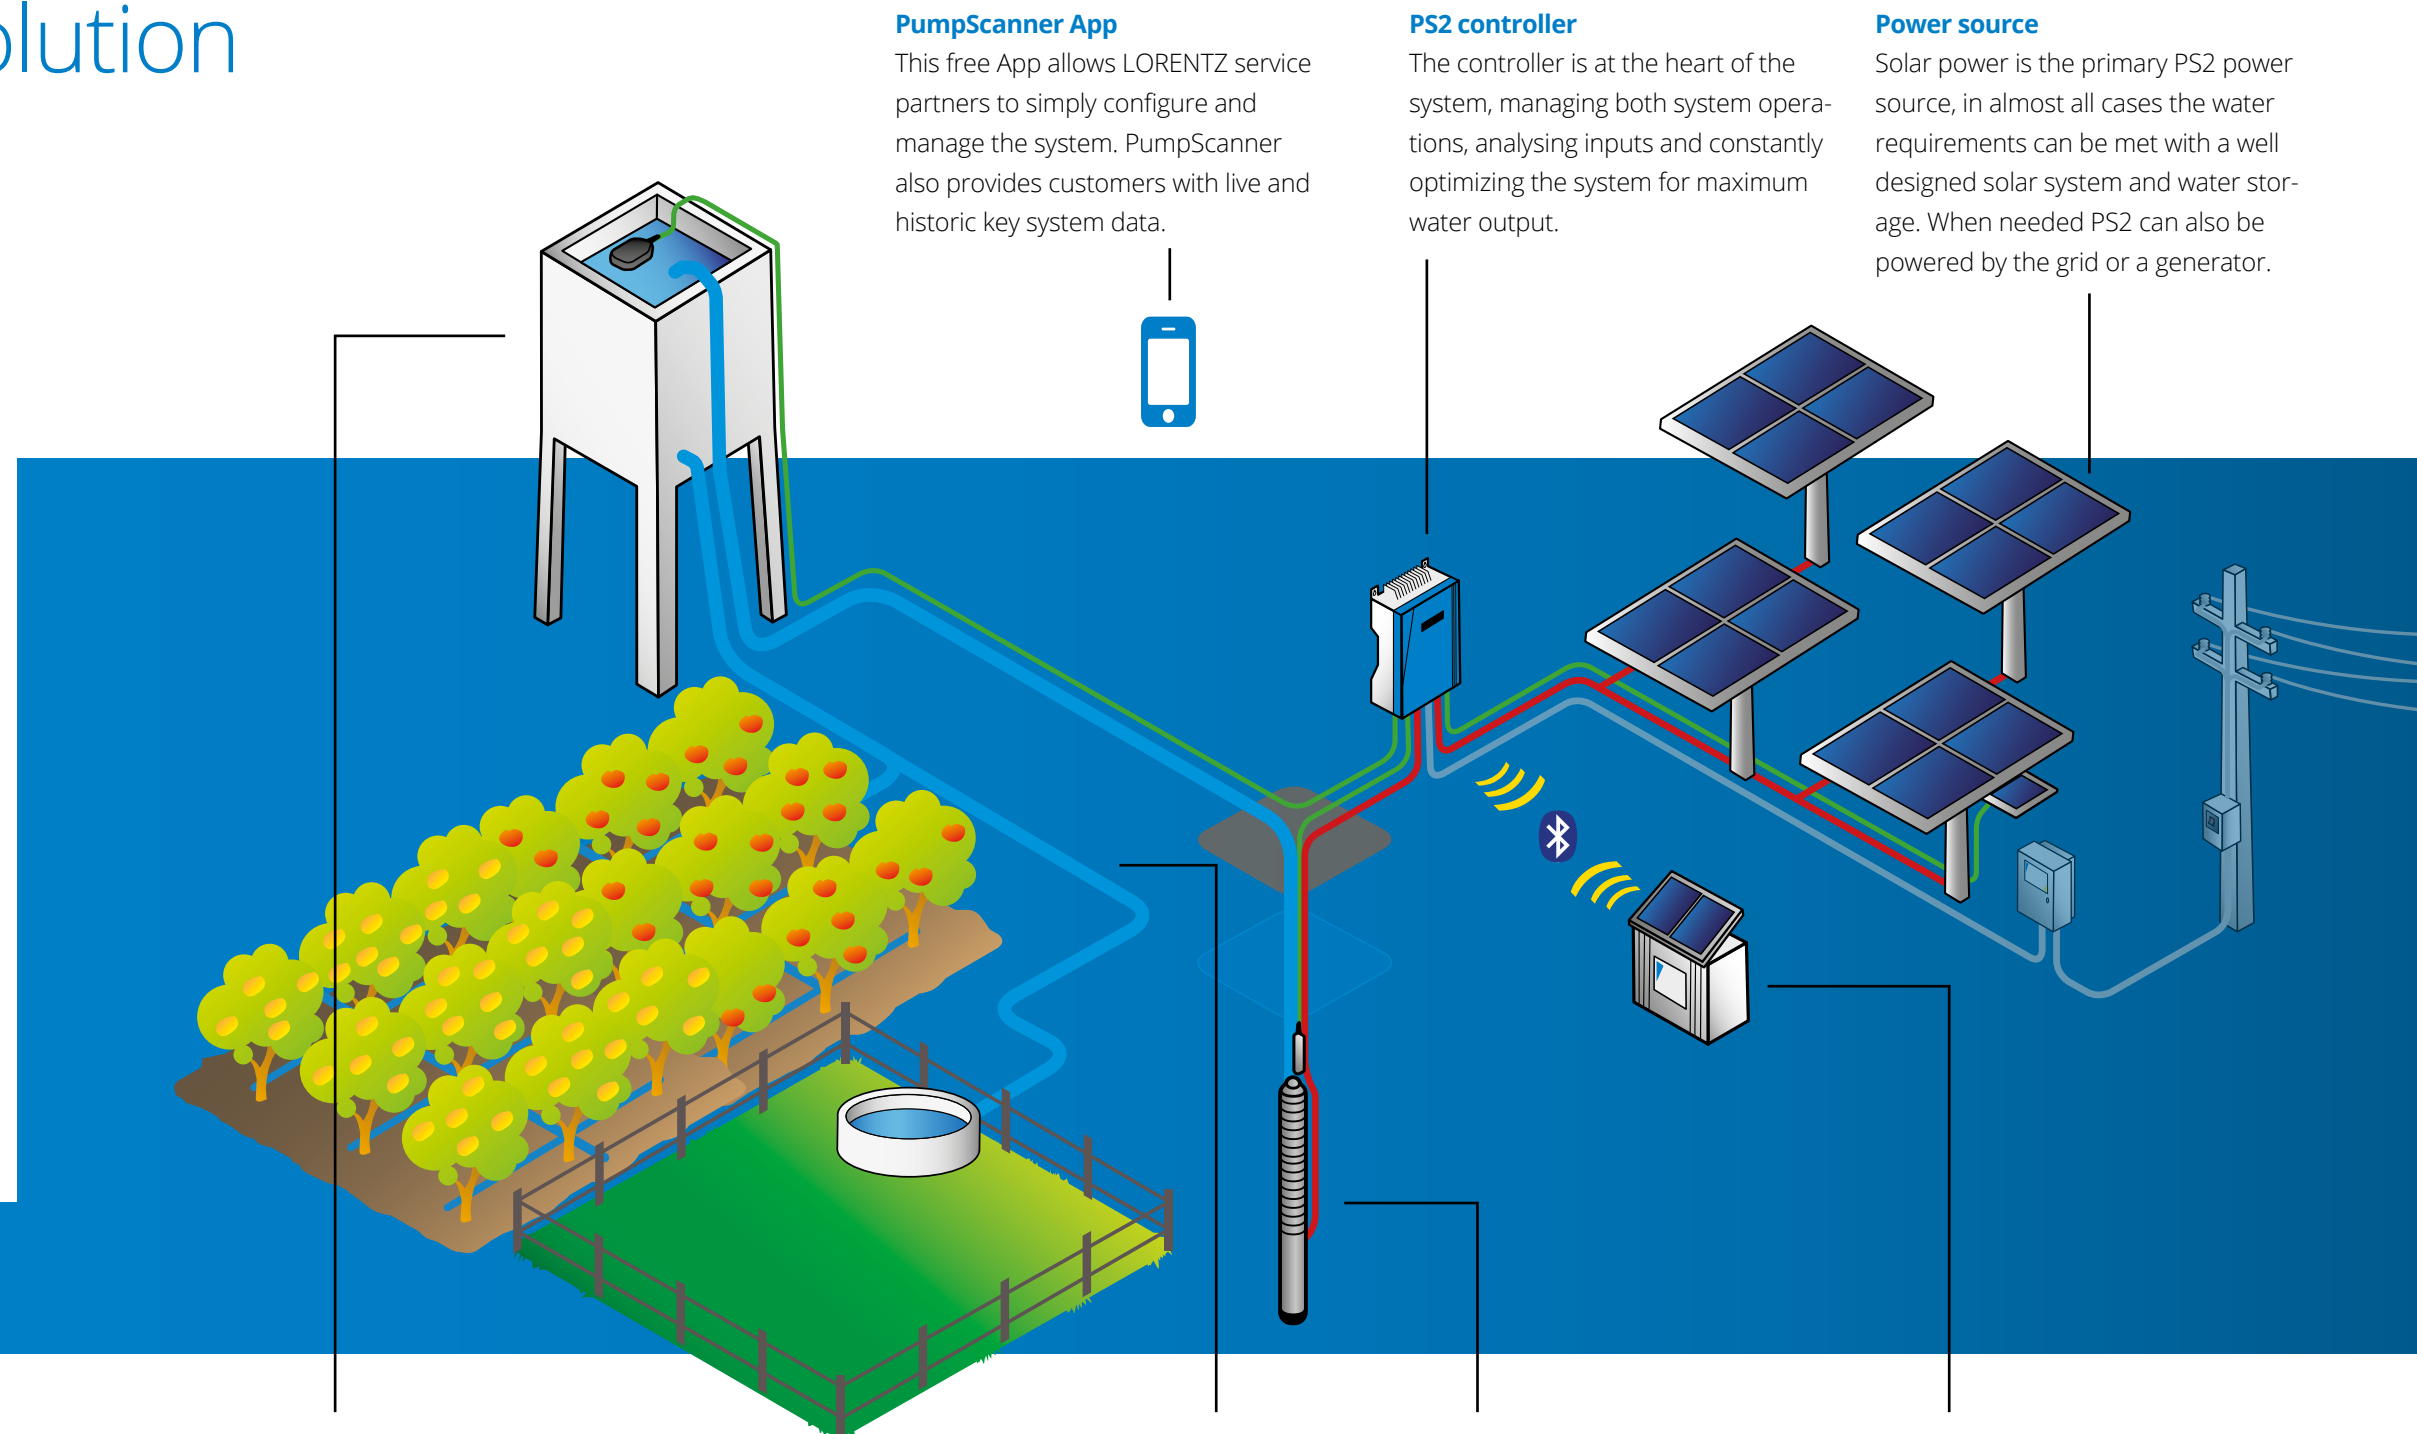 PumpScanner App
This free App allows LORENTZ service
partners to simply configure and
manage the system. PumpScanner
also provides customers with live and
historic key system data.
PS2 controller
The controller is at the heart of the
system, managing both system opera-
tions, analysing inputs and constantly
optimizing the system for maximum
water output.
Power source
Solar power is the primary PS2 power
source, in almost all cases the water
requirements can be met with a well
designed solar system and water stor-
age. When needed PS2 can also be
powered by the grid or a generator.